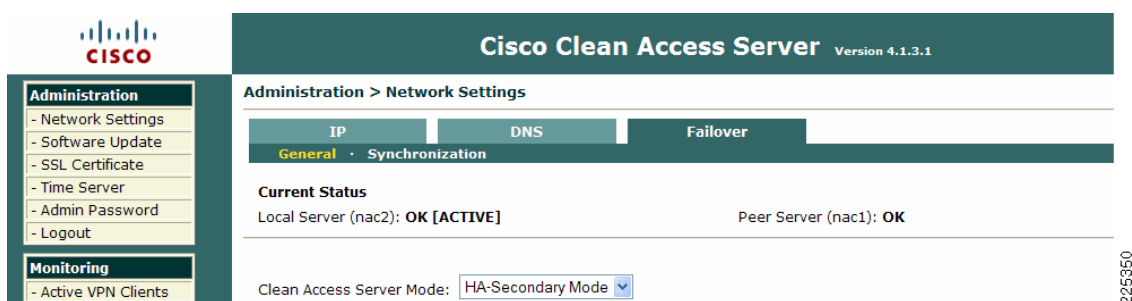 CISCO
Cisco Clean Access Server Version 4.1.3.1
Administration
- Network Settings
- Software Update
- SSL Certificate
- Time Server
- Admin Password
- Logout
Monitoring
- Active VPN Clients
Administration > Network Settings
IP DNS Failover
General · Synchronization
Current Status
Local Server (nac2): OK [ACTIVE] Peer Server (nac1): OK
Clean Access Server Mode: HA-Secondary Mode
225350